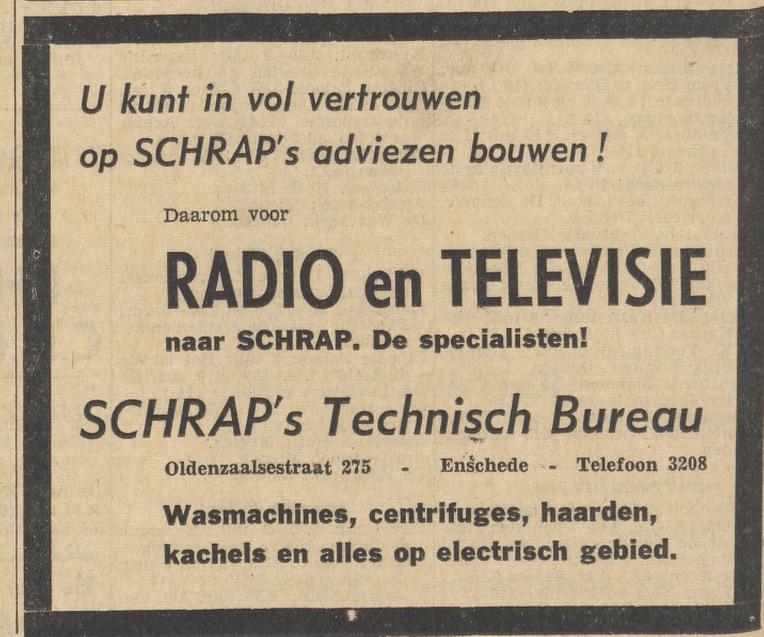 U kunt in vol vertrouwen
op SCHRAP's adviezen bouwen!
Daarom voor
RADIO en TELEVISIE
naar SCHRAP. De specialisten!
SCHRAP's Technisch Bureau
Oldenzaalsestraat 275 - Enschede - Telefoon 3208
Wasmachines, centrifuges, haarden,
kachels en alles op electrisch gebied.